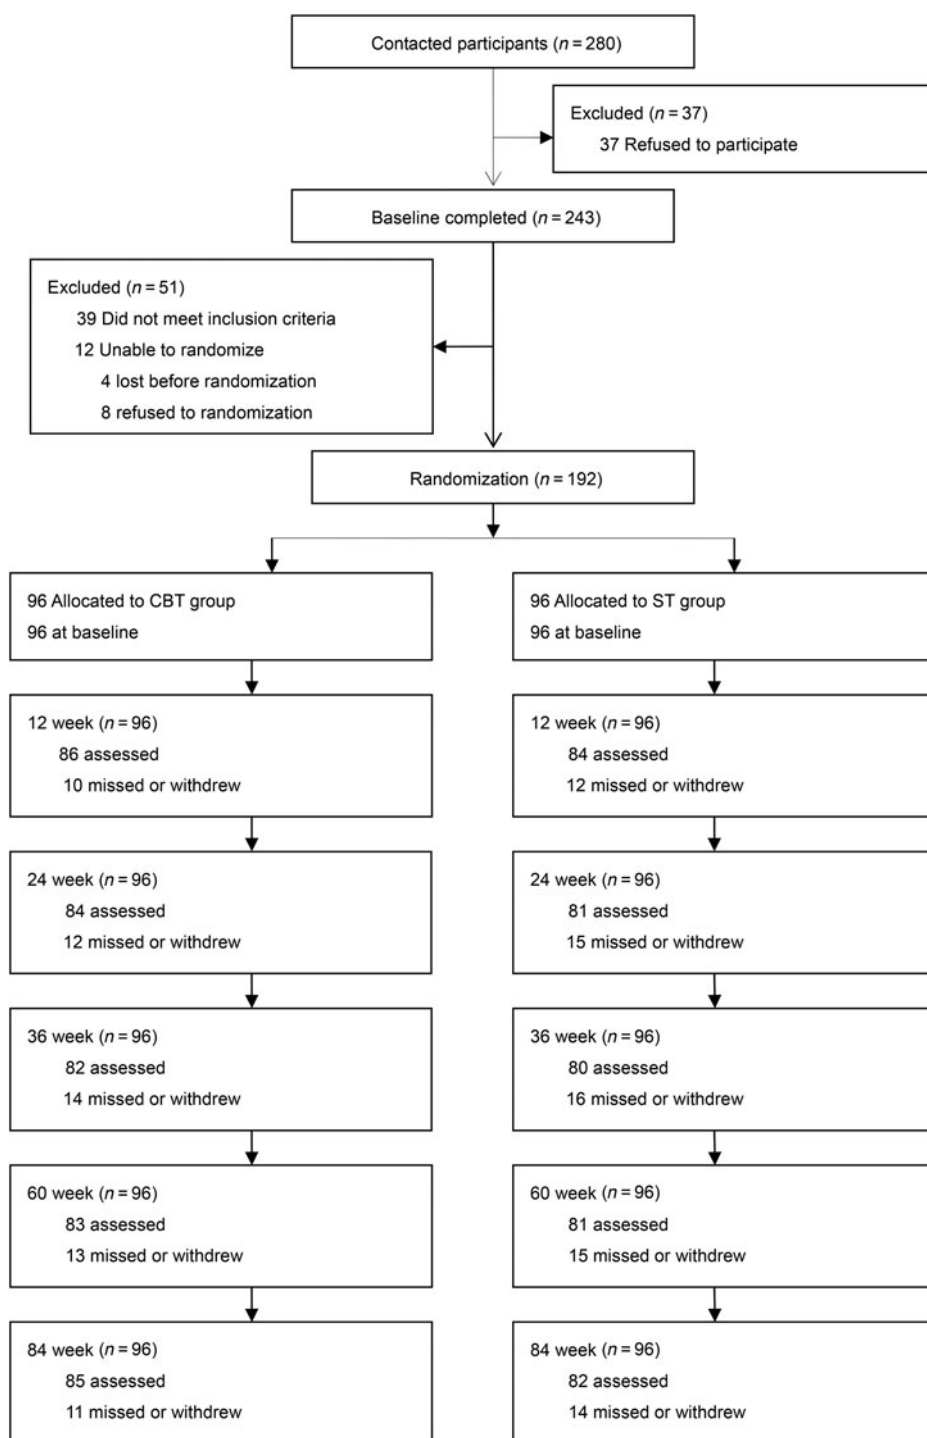 Contacted participants (n = 280)
Excluded (n = 37)
37 Refused to participate
Baseline completed (n = 243)
Excluded (n = 51)
39 Did not meet inclusion criteria
12 Unable to randomize
4 lost before randomization
8 refused to randomization
Randomization (n = 192)
96 Allocated to CBT group
96 at baseline
96 Allocated to ST group
96 at baseline
12 week (n = 96)
86 assessed
10 missed or withdrew
12 week (n = 96)
84 assessed
12 missed or withdrew
24 week (n = 96)
84 assessed
12 missed or withdrew
24 week (n = 96)
81 assessed
15 missed or withdrew
36 week (n = 96)
82 assessed
14 missed or withdrew
36 week (n = 96)
80 assessed
16 missed or withdrew
60 week (n = 96)
83 assessed
13 missed or withdrew
60 week (n = 96)
81 assessed
15 missed or withdrew
84 week (n = 96)
85 assessed
11 missed or withdrew
84 week (n = 96)
82 assessed
14 missed or withdrew